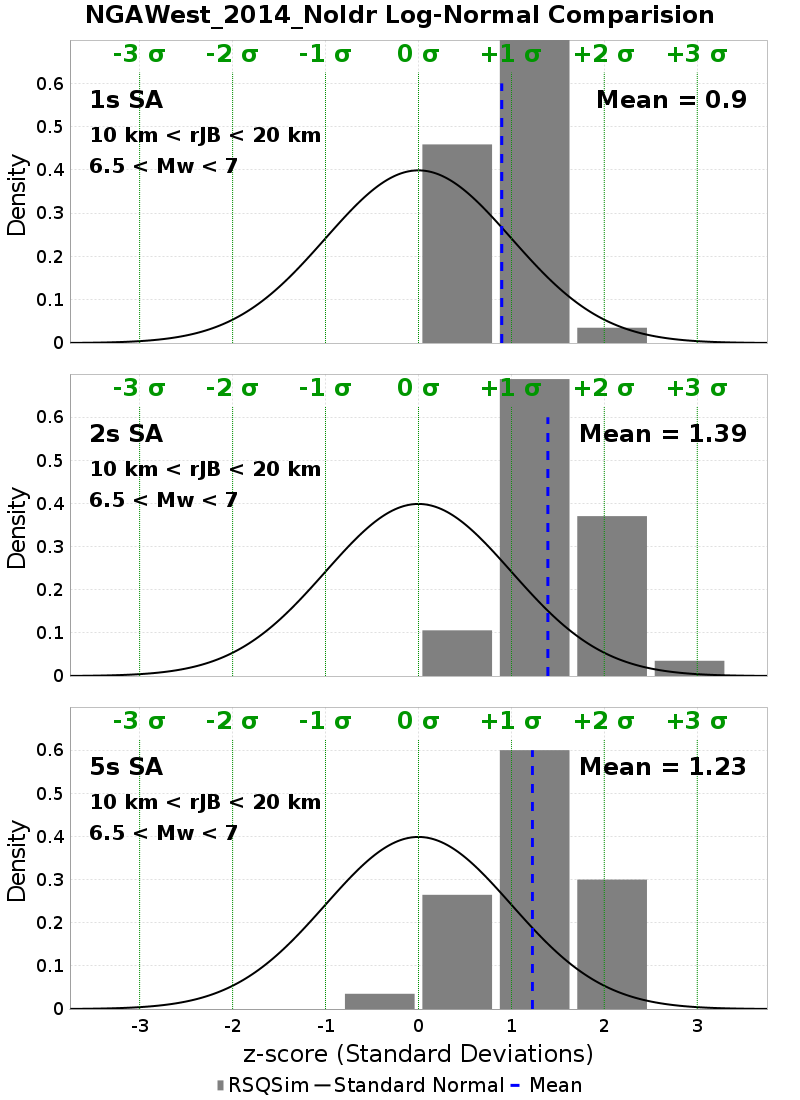 NGAWest_2014_NoIdr Log-Normal Comparision
-3 σ -2 σ -1 σ 0 σ +1 σ +2 σ +3 σ
1s SA
Mean = 0.9
10 km < rJB < 20 km
6.5 < Mw < 7
Density
0.6
0.5
0.4
0.3
0.2
0.1
0
-3 σ -2 σ -1 σ 0 σ +1 σ +2 σ +3 σ
2s SA
Mean = 1.39
10 km < rJB < 20 km
6.5 < Mw < 7
Density
0.6
0.5
0.4
0.3
0.2
0.1
0
-3 σ -2 σ -1 σ 0 σ +1 σ +2 σ +3 σ
5s SA
Mean = 1.23
10 km < rJB < 20 km
6.5 < Mw < 7
Density
0.6
0.5
0.4
0.3
0.2
0.1
0
-3 -2 -1 0 1 2 3
z-score (Standard Deviations)
RSQSim Standard Normal Mean